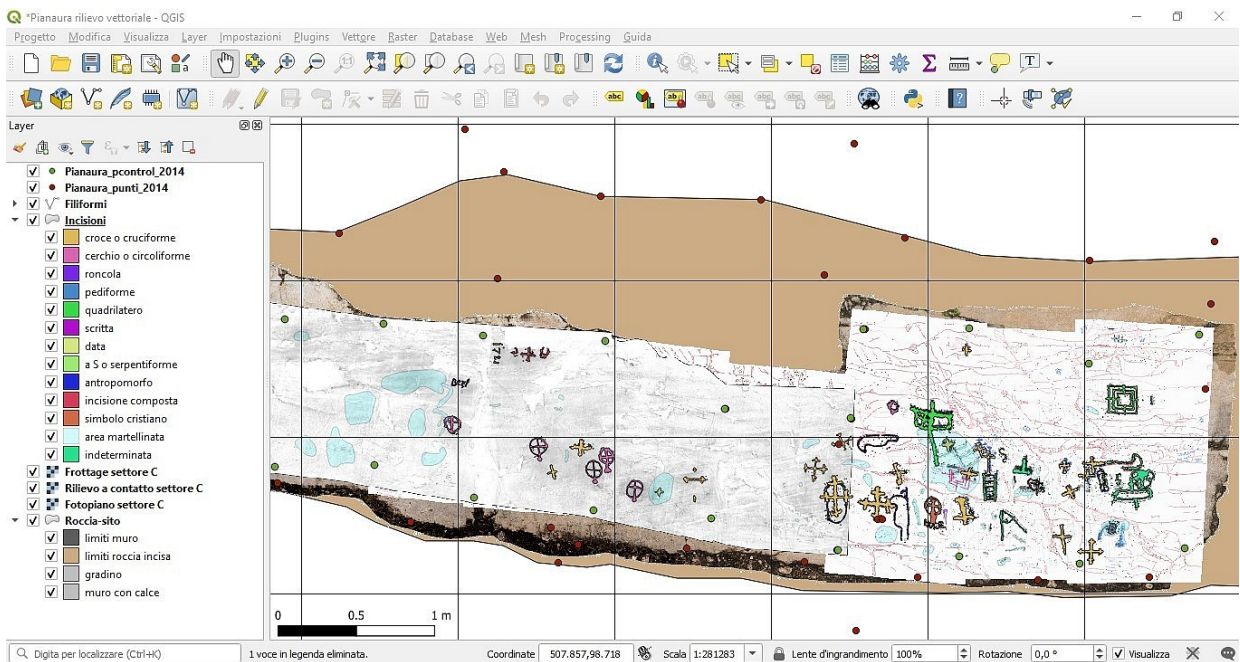 *Pianaura rilievo vettoriale - QGIS
Progetto Modifica Visualizza Layer Impostazioni Plugins Vettore Raster Database Web Mesh Processing Guida
Layer
Pianaura_pcontrol_2014
Pianaura_punti_2014
Filiformi
Incisioni
croce o cruciforme
cerchio o circoliforme
roncola
pediforme
quadrilatero
scritta
data
a S o serpentiforme
antropomorfo
incisione composta
simbolo cristiano
area martellinata
indeterminata
Frottage settore C
Rilievo a contatto settore C
Fotopiano settore C
Roccia-sito
limiti muro
limiti roccia incisa
gradino
muro con calce
0 0.5 1 m
Digita per localizzare (Ctrl+K) 1 voce in legenda eliminata. Coordinate 507.857,98.718 Scala 1:281283 Lente d'ingrandimento 100% Rotazione 0,0 ° Visualizza